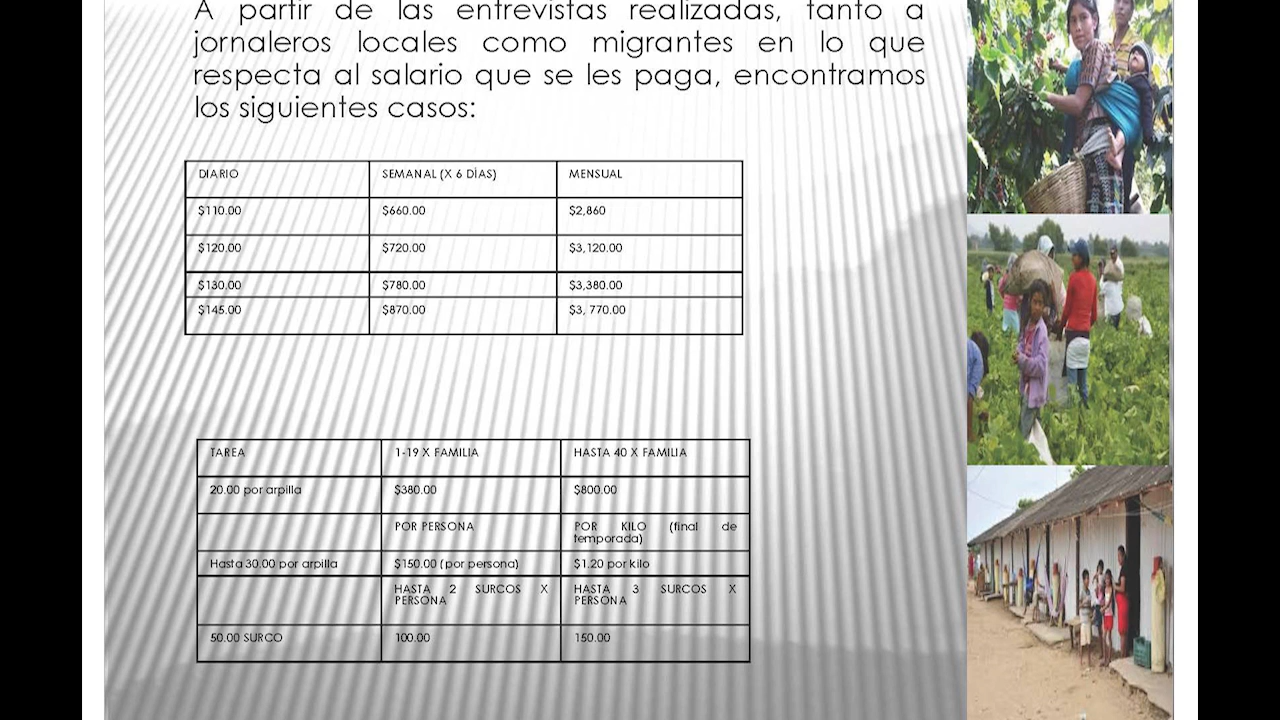 A partir de las entrevistas realizadas, tanto a
jornaleros locales como migrantes en lo que
respecta al salario que se les paga, encontramos
los siguientes casos:
DIARIO SEMANAL (X 6 DÍAS) MENSUAL
$110.00 $660.00 $2,860
$120.00 $720.00 $3,120.00
$130.00 $780.00 $3,380.00
$145.00 $870.00 $3, 770.00
TAREA 1-19 X FAMILIA HASTA 40 X FAMILIA
20.00 por arpilla $380.00 $800.00
POR PERSONA POR KILO (final de
temporada)
Hasta 30.00 por arpilla $150.00 (por persona) $1.20 por kilo
HASTA 2 SURCOS X HASTA 3 SURCOS X
PERSONA PERSONA
50.00 SURCO 100.00 150.00